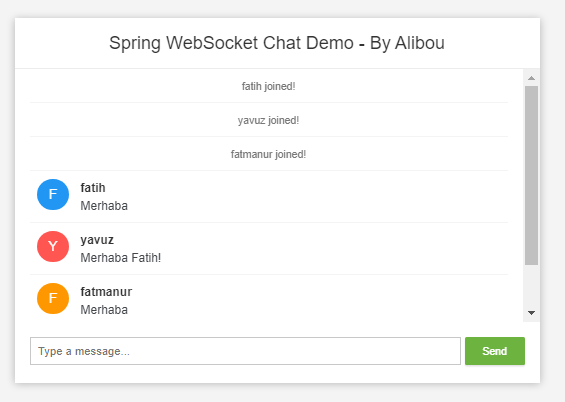 Spring WebSocket Chat Demo - By Alibou
fatih joined!
yavuz joined!
fatmanur joined!
F
fatih
Merhaba
Y
yavuz
Merhaba Fatih!
F
fatmanur
Merhaba
Type a message...
Send